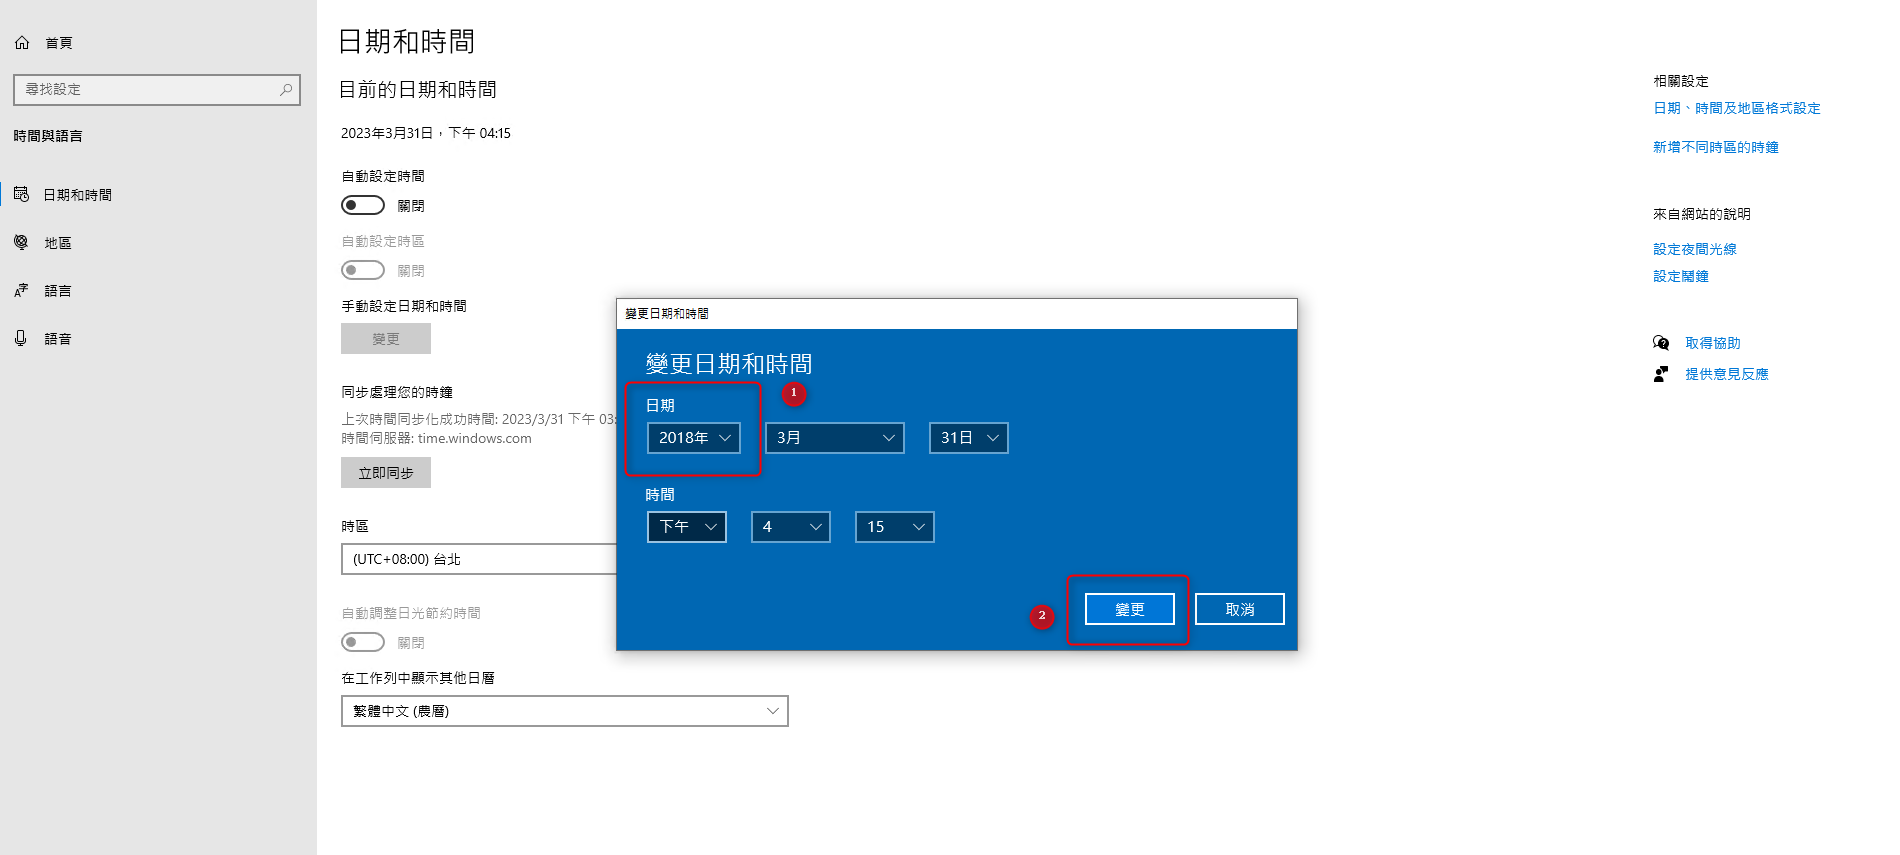 首頁
尋找設定
時間與語言
日期和時間
地區
語言
語音
日期和時間
目前的日期和時間
2023年3月31日，下午 04:15
自動設定時間
關閉
自動設定時區
關閉
手動設定日期和時間
變更
同步處理您的時鐘
上次時間同步化成功時間: 2023/3/31 下午 03:
時間伺服器: time.windows.com
立即同步
時區
(UTC+08:00) 台北
自動調整日光節約時間
關閉
在工作列中顯示其他日曆
繁體中文 (農曆)
變更日期和時間
變更日期和時間
1
日期
2018年 3月 31日
時間
下午 4 15
2
變更 取消
相關設定
日期、時間及地區格式設定
新增不同時區的時鐘
來自網站的說明
設定夜間光線
設定鬧鐘
取得協助
提供意見反應